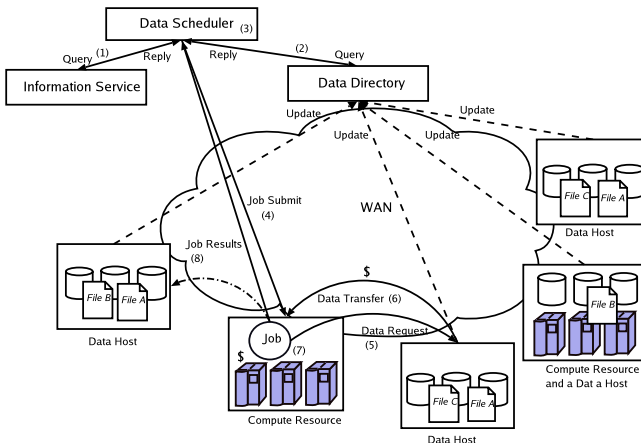 Data Scheduler
(3)
(1)
Query
Reply
Reply
(2)
Query
Information Service
Data Directory
Update
Update
Update
Update
File C
File A
Data Host
WAN
Job Submit
(4)
Job Results
(8)
File B
File A
Data Host
$
Data Transfer (6)
File B
Compute Resource
and a Dat a Host
Job
(7)
$
Data Request
(5)
Compute Resource
File C
File A
Data Host